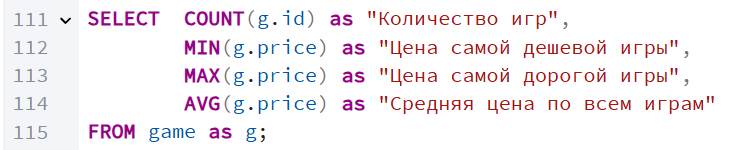 111 SELECT  COUNT(g.id) as "Количество игр",
112         MIN(g.price) as "Цена самой дешевой игры",
113         MAX(g.price) as "Цена самой дорогой игры",
114         AVG(g.price) as "Средняя цена по всем играм"
115 FROM game as g;